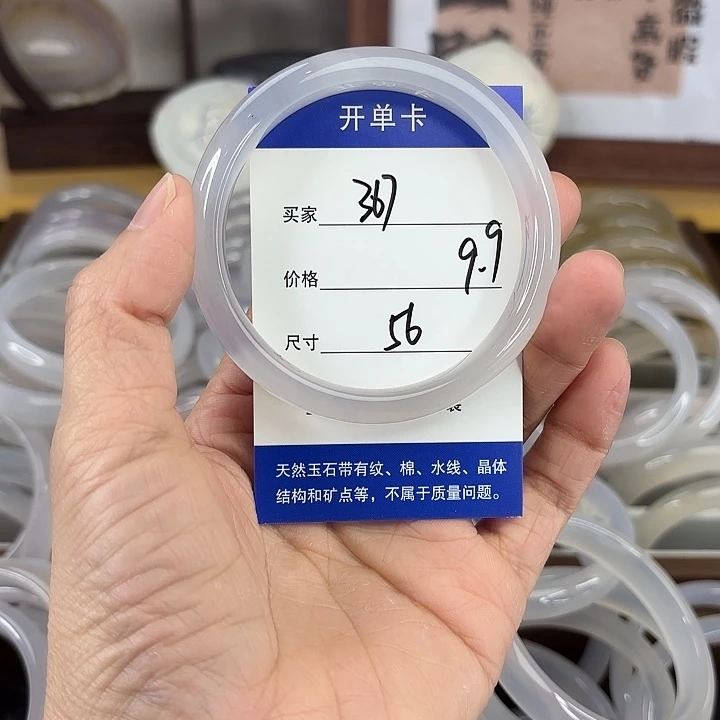 开单卡
买家 367
价格 9.9
尺寸 56
天然玉石带有纹、棉、水线、晶体
结构和矿点等，不属于质量问题。